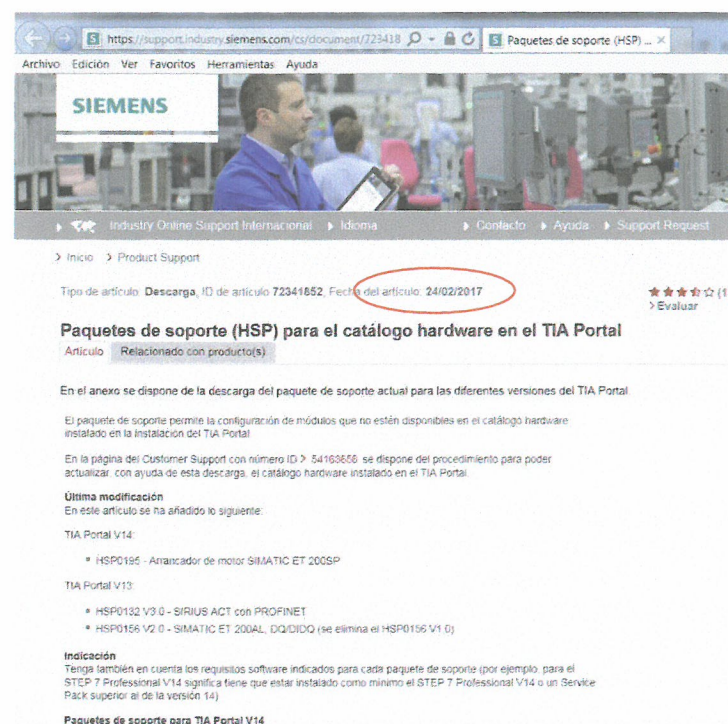 https://support.industry.siemens.com/cs/document/723418
Paquetes de soporte (HSP) ...
Archivo Edición Ver Favoritos Herramientas Ayuda
SIEMENS
Industry Online Support Internacional Idioma Contacto Ayuda Support Request
> Inicio > Product Support
Tipo de artículo: Descarga, ID de artículo 72341852, Fecha del artículo: 24/02/2017
(1
> Evaluar
Paquetes de soporte (HSP) para el catálogo hardware en el TIA Portal
Artículo Relacionado con producto(s)
En el anexo se dispone de la descarga del paquete de soporte actual para las diferentes versiones del TIA Portal
El paquete de soporte permite la configuración de módulos que no estén disponibles en el catálogo hardware
instalado en la instalación del TIA Portal
En la página del Customer Support con número ID > 54163658 se dispone del procedimiento para poder
actualizar, con ayuda de esta descarga, el catálogo hardware instalado en el TIA Portal.
Última modificación
En este artículo se ha añadido lo siguiente:
TIA Portal V14:
HSP0195 - Arrancador de motor SIMATIC ET 200SP
TIA Portal V13:
HSP0132 V3.0 - SIRIUS ACT con PROFINET
HSP0156 V2.0 - SIMATIC ET 200AL, DQ/DIDQ (se elimina el HSP0156 V1.0)
Indicación
Tenga también en cuenta los requisitos software indicados para cada paquete de soporte (por ejemplo, para el
STEP 7 Professional V14 significa tiene que estar instalado como mínimo el STEP 7 Professional V14 o un Service
Pack superior al de la versión 14)
Paquetes de soporte para TIA Portal V14